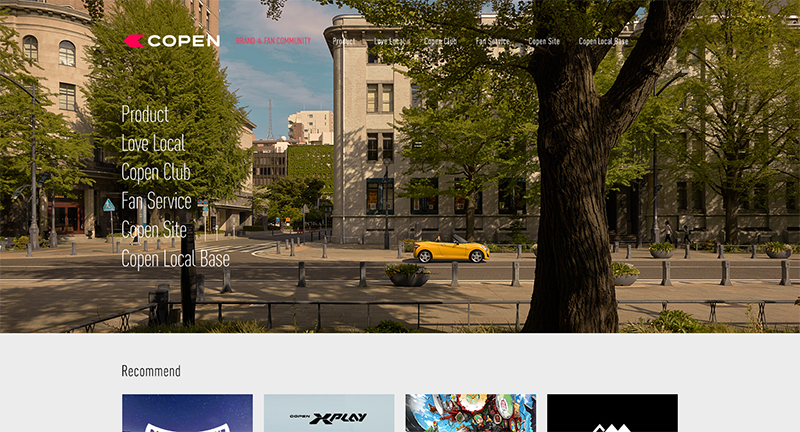 COPEN
BRAND & FAN COMMUNITY
Product
Love Local
Copen Club
Fan Service
Copen Site
Copen Local Base
Product
Love Local
Copen Club
Fan Service
Copen Site
Copen Local Base
Recommend
COPEN XPLAY